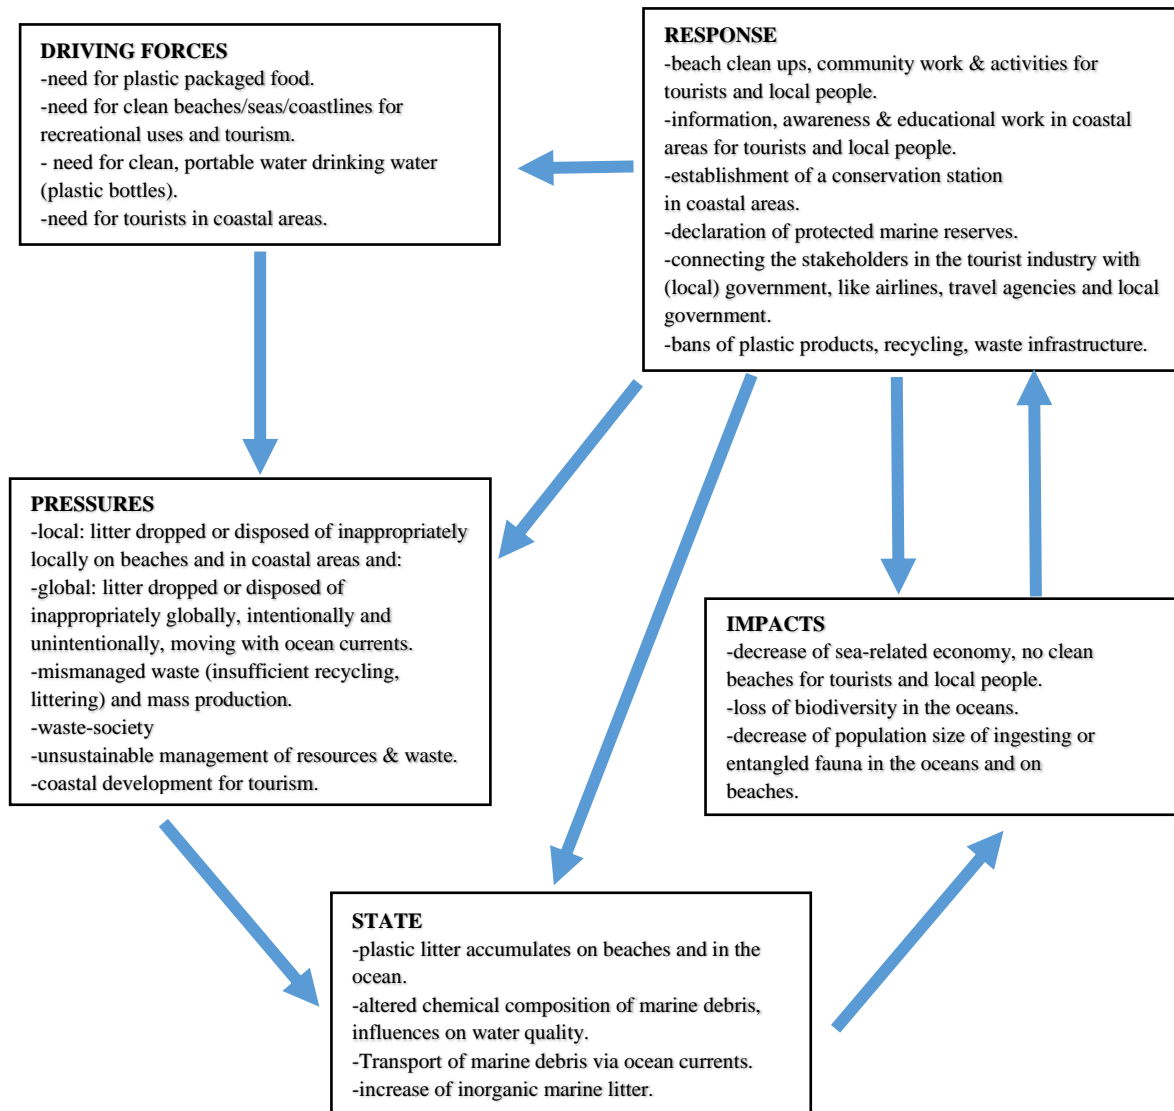 DRIVING FORCES
-need for plastic packaged food.
-need for clean beaches/seas/coastlines for
recreational uses and tourism.
- need for clean, portable water drinking water
(plastic bottles).
-need for tourists in coastal areas.
RESPONSE
-beach clean ups, community work & activities for
tourists and local people.
-information, awareness & educational work in coastal
areas for tourists and local people.
-establishment of a conservation station
in coastal areas.
-declaration of protected marine reserves.
-connecting the stakeholders in the tourist industry with
(local) government, like airlines, travel agencies and local
government.
-bans of plastic products, recycling, waste infrastructure.
PRESSURES
-local: litter dropped or disposed of inappropriately
locally on beaches and in coastal areas and:
-global: litter dropped or disposed of
inappropriately globally, intentionally and
unintentionally, moving with ocean currents.
-mismanaged waste (insufficient recycling,
littering) and mass production.
-waste-society
-unsustainable management of resources & waste.
-coastal development for tourism.
IMPACTS
-decrease of sea-related economy, no clean
beaches for tourists and local people.
-loss of biodiversity in the oceans.
-decrease of population size of ingesting or
entangled fauna in the oceans and on
beaches.
STATE
-plastic litter accumulates on beaches and in the
ocean.
-altered chemical composition of marine debris,
influences on water quality.
-Transport of marine debris via ocean currents.
-increase of inorganic marine litter.